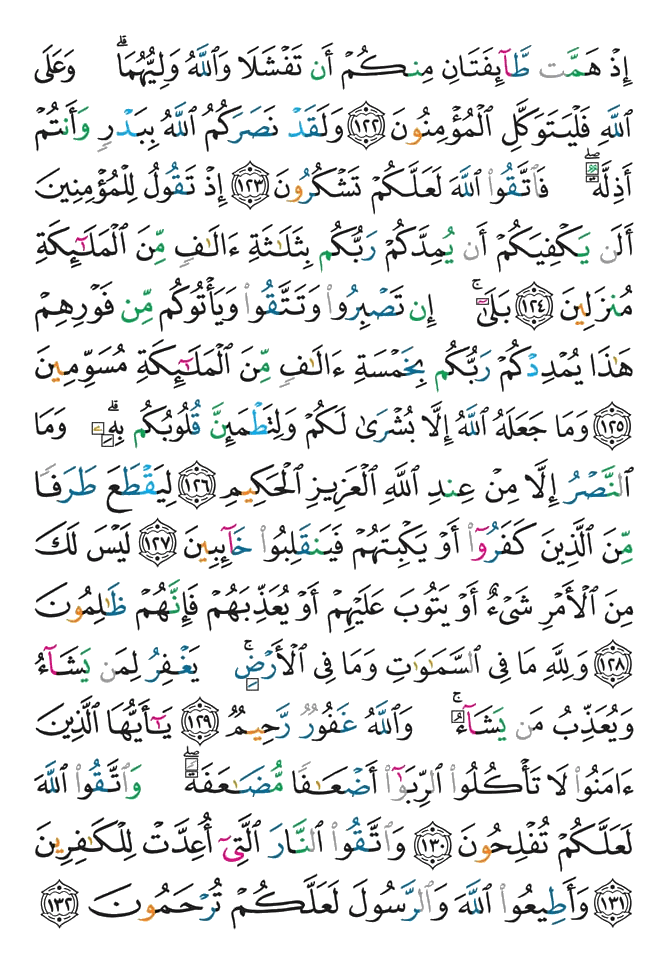 إِذْ هَمَّت طَّآئِفَتَانِ مِنكُمْ أَن تَفْشَلَا وَٱللَّهُ وَلِيُّهُمَا ۗ وَعَلَى
ٱللَّهِ فَلْيَتَوَكَّلِ ٱلْمُؤْمِنُونَ ١٢٢ وَلَقَدْ نَصَرَكُمُ ٱللَّهُ بِبَدْرٍ وَأَنتُمْ
أَذِلَّةٌ ۖ فَٱتَّقُوا۟ ٱللَّهَ لَعَلَّكُمْ تَشْكُرُونَ ١٢٣ إِذْ تَقُولُ لِلْمُؤْمِنِينَ
أَلَن يَكْفِيَكُمْ أَن يُمِدَّكُمْ رَبُّكُم بِثَلَـٰثَةِ ءَالَـٰفٍ مِّنَ ٱلْمَلَـٰٓئِكَةِ
مُنزَلِينَ ١٢٤ بَلَىٰٓ ۚ إِن تَصْبِرُوا۟ وَتَتَّقُوا۟ وَيَأْتُوكُم مِّن فَوْرِهِمْ
هَـٰذَا يُمْدِدْكُمْ رَبُّكُم بِخَمْسَةِ ءَالَـٰفٍ مِّنَ ٱلْمَلَـٰٓئِكَةِ مُسَوِّمِينَ
١٢٥ وَمَا جَعَلَهُ ٱللَّهُ إِلَّا بُشْرَىٰ لَكُمْ وَلِتَطْمَئِنَّ قُلُوبُكُم بِهِۦ ۗ وَمَا
ٱلنَّصْرُ إِلَّا مِنْ عِندِ ٱللَّهِ ٱلْعَزِيزِ ٱلْحَكِيمِ ١٢٦ لِيَقْطَعَ طَرَفًا
مِّنَ ٱلَّذِينَ كَفَرُوٓا۟ أَوْ يَكْبِتَهُمْ فَيَنقَلِبُوا۟ خَآئِبِينَ ١٢٧ لَيْسَ لَكَ
مِنَ ٱلْأَمْرِ شَىْءٌ أَوْ يَتُوبَ عَلَيْهِمْ أَوْ يُعَذِّبَهُمْ فَإِنَّهُمْ ظَـٰلِمُونَ
١٢٨ وَلِلَّهِ مَا فِى ٱلسَّمَـٰوَٰتِ وَمَا فِى ٱلْأَرْضِ ۚ يَغْفِرُ لِمَن يَشَآءُ
وَيُعَذِّبُ مَن يَشَآءُ ۚ وَٱللَّهُ غَفُورٌ رَّحِيمٌ ١٢٩ يَـٰٓأَيُّهَا ٱلَّذِينَ
ءَامَنُوا۟ لَا تَأْكُلُوا۟ ٱلرِّبَوٰٓا۟ أَضْعَـٰفًا مُّضَـٰعَفَةً ۖ وَٱتَّقُوا۟ ٱللَّهَ
لَعَلَّكُمْ تُفْلِحُونَ ١٣٠ وَٱتَّقُوا۟ ٱلنَّارَ ٱلَّتِىٓ أُعِدَّتْ لِلْكَـٰفِرِينَ
١٣١ وَأَطِيعُوا۟ ٱللَّهَ وَٱلرَّسُولَ لَعَلَّكُمْ تُرْحَمُونَ ١٣٢